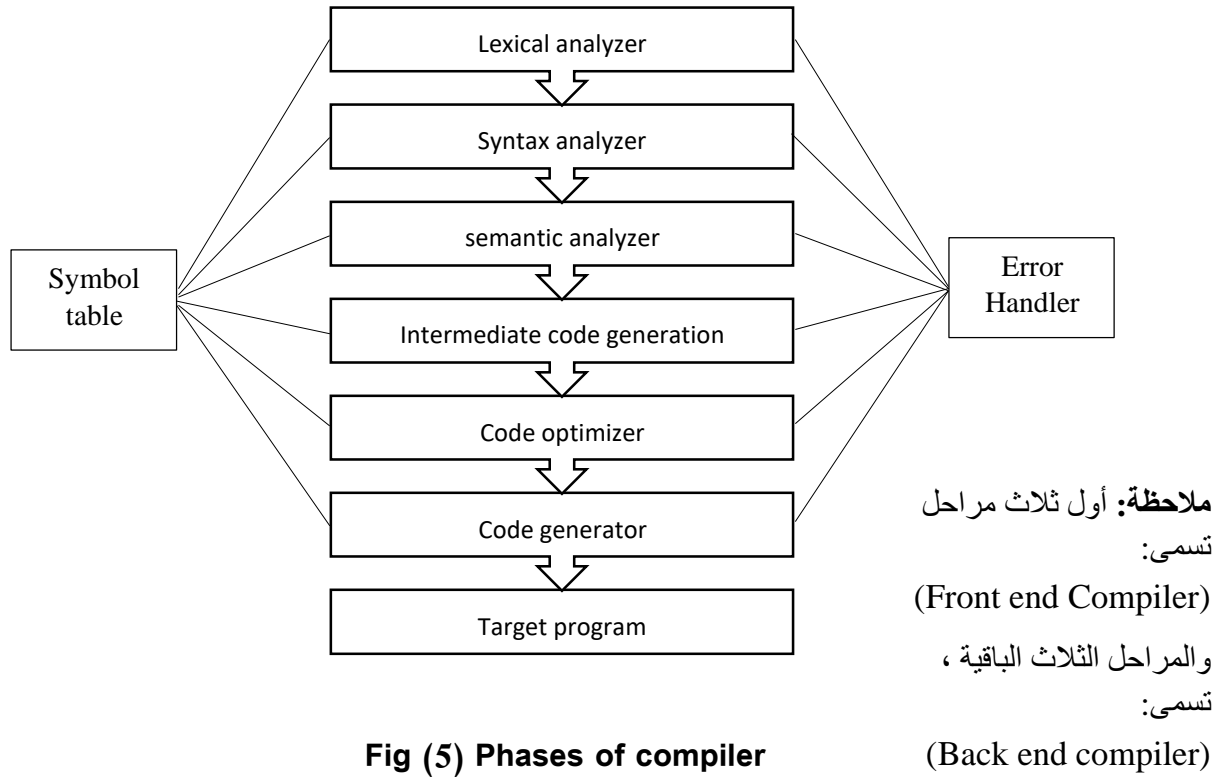 Lexical analyzer
Syntax analyzer
semantic analyzer
Symbol
table
Error
Handler
Intermediate code generation
Code optimizer
Code generator
Target program
ملاحظة: أول ثلاث مراحل
تسمى:
(Front end Compiler)
والمراحل الثلاث الباقية ،
تسمى:
(Back end compiler)
Fig (5) Phases of compiler